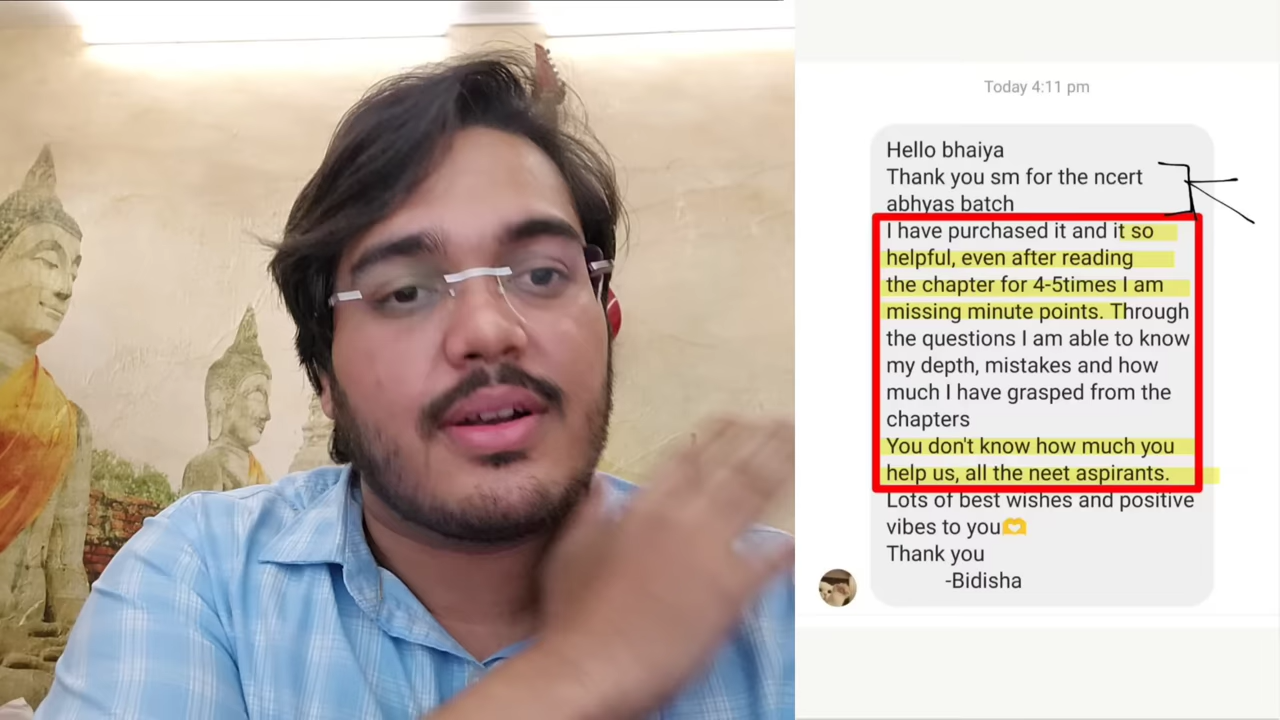 Today 4:11 pm
Hello bhaiya
Thank you sm for the ncert
abhyas batch
I have purchased it and it so
helpful, even after reading
the chapter for 4-5times I am
missing minute points. Through
the questions I am able to know
my depth, mistakes and how
much I have grasped from the
chapters
You don't know how much you
help us, all the neet aspirants.
Lots of best wishes and positive
vibes to you🫶
Thank you
-Bidisha